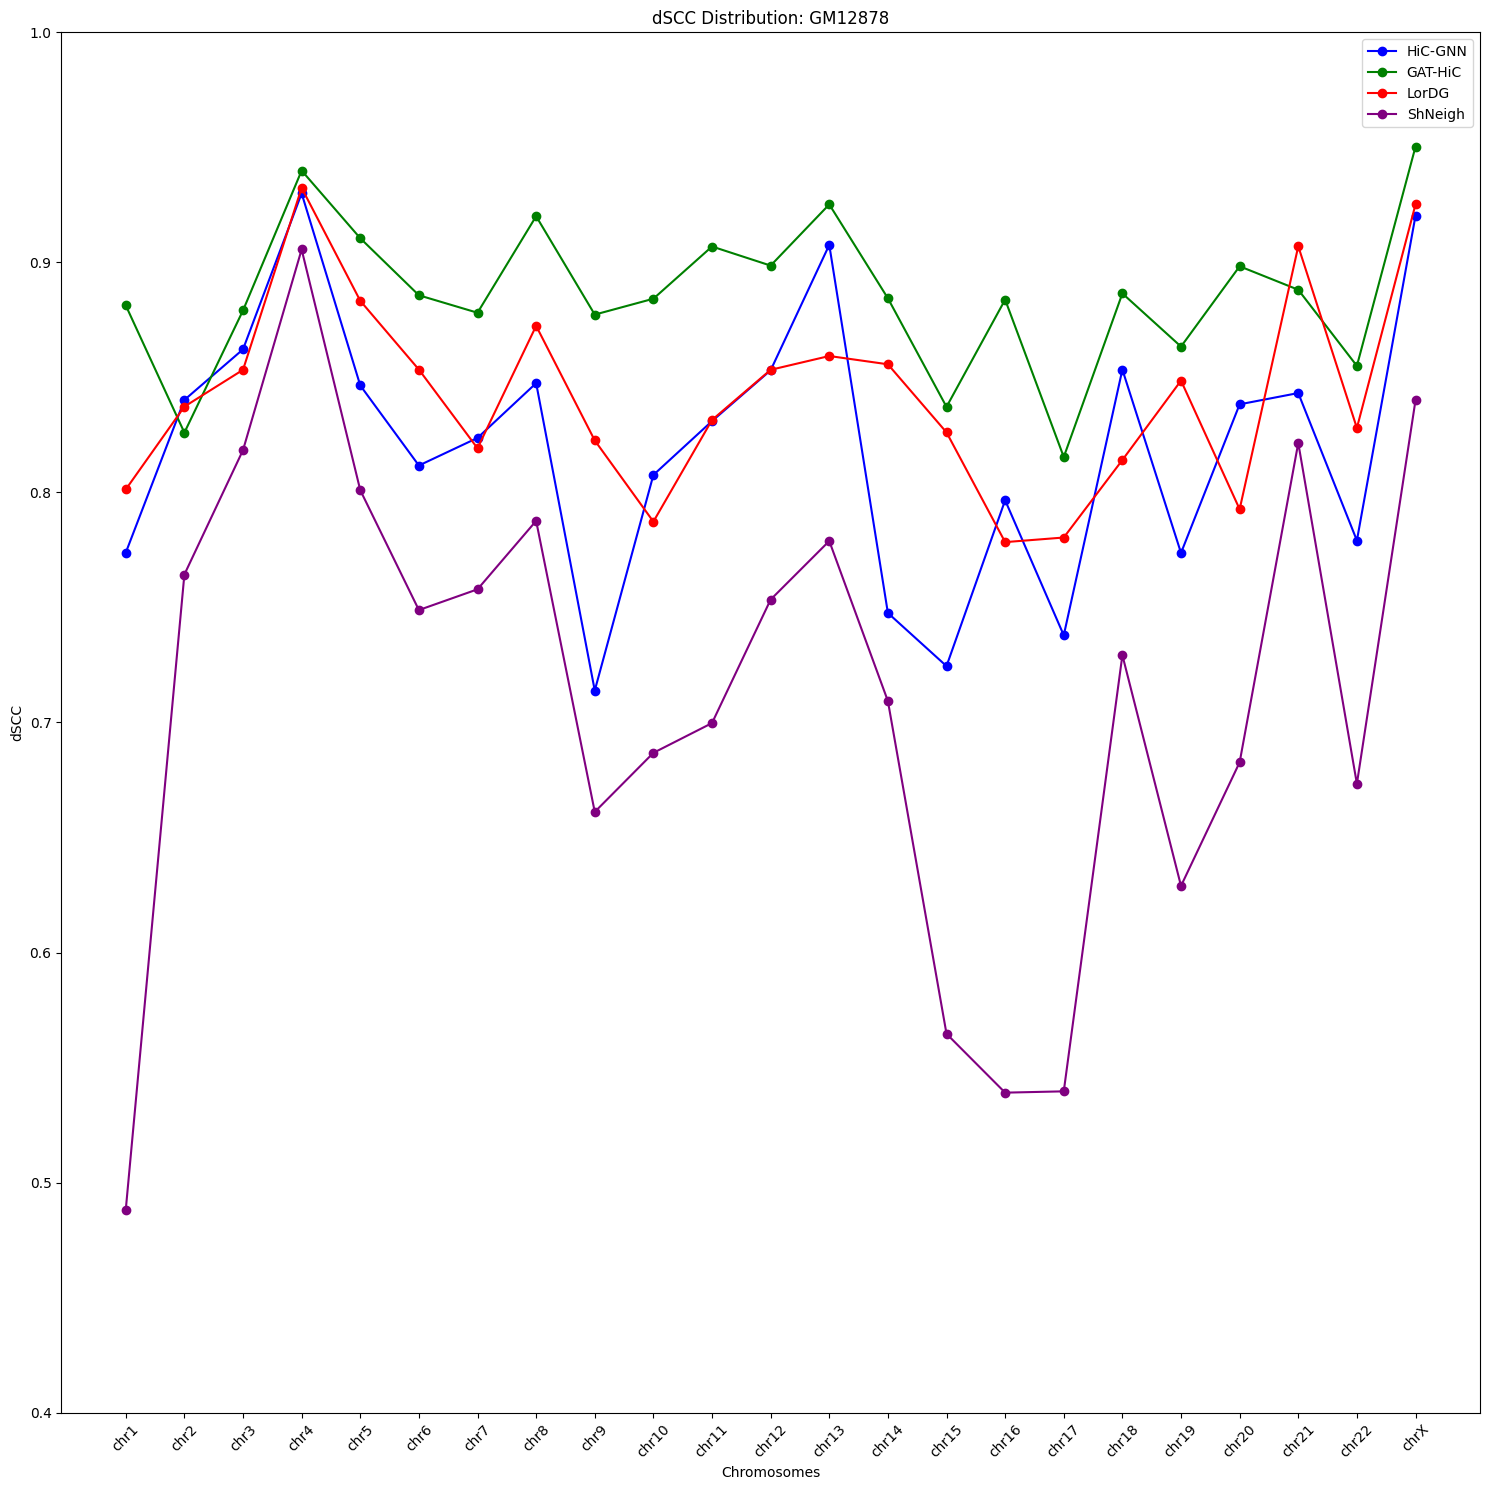 dSCC Distribution: GM12878
HiC-GNN
GAT-HiC
LorDG
ShNeigh
1.0
0.9
0.8
0.7
0.6
0.5
0.4
dSCC
chr1
chr2
chr3
chr4
chr5
chr6
chr7
chr8
chr9
chr10
chr11
chr12
chr13
chr14
chr15
chr16
chr17
chr18
chr19
chr20
chr21
chr22
chrX
Chromosomes